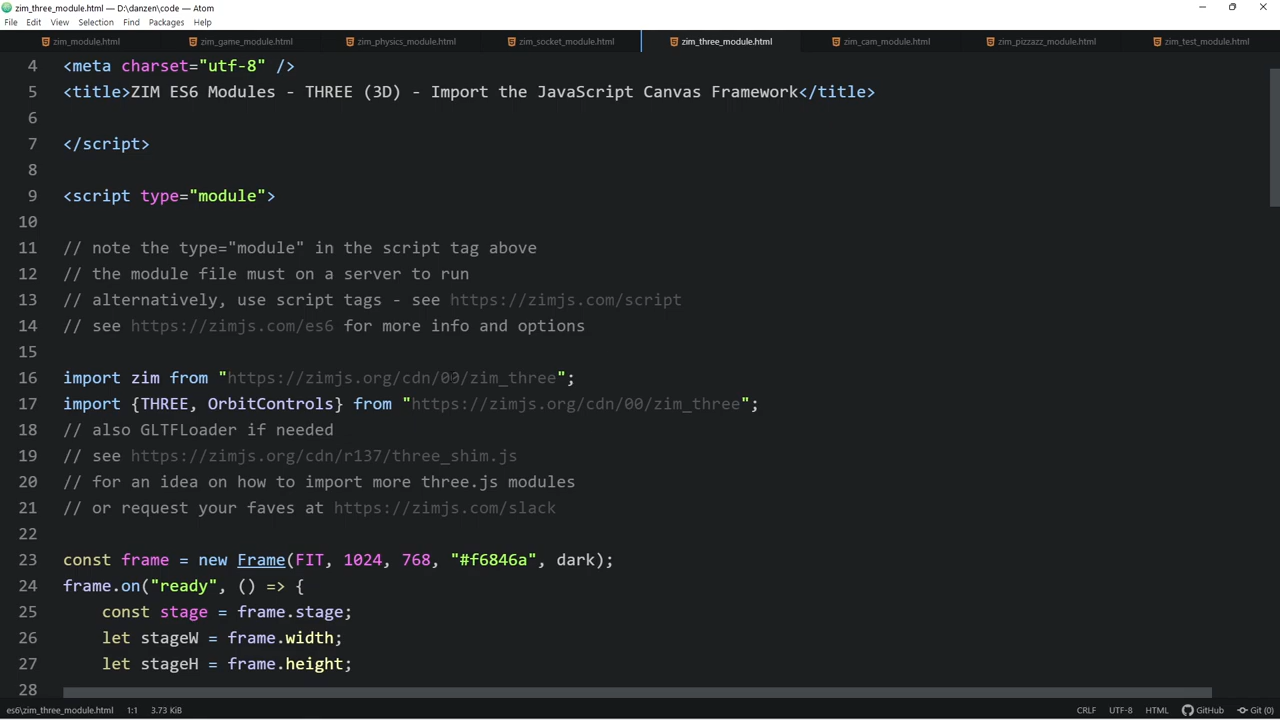 zim_three_module.html — D:\danzen\code — Atom
File Edit View Selection Find Packages Help
zim_module.html zim_game_module.html zim_physics_module.html zim_socket_module.html zim_three_module.html zim_cam_module.html zim_pizzazz_module.html zim_test_module.html
4 <meta charset="utf-8" />
5 <title>ZIM ES6 Modules - THREE (3D) - Import the JavaScript Canvas Framework</title>
6
7 </script>
8
9 <script type="module">
10
11 // note the type="module" in the script tag above
12 // the module file must on a server to run
13 // alternatively, use script tags - see https://zimjs.com/script
14 // see https://zimjs.com/es6 for more info and options
15
16 import zim from "https://zimjs.org/cdn/00/zim_three";
17 import {THREE, OrbitControls} from "https://zimjs.org/cdn/00/zim_three";
18 // also GLTFLoader if needed
19 // see https://zimjs.org/cdn/r137/three_shim.js
20 // for an idea on how to import more three.js modules
21 // or request your faves at https://zimjs.com/slack
22
23 const frame = new Frame(FIT, 1024, 768, "#f6846a", dark);
24 frame.on("ready", () => {
25 const stage = frame.stage;
26 let stageW = frame.width;
27 let stageH = frame.height;
28
es6\zim_three_module.html 1:1 3.73 KiB CRLF UTF-8 HTML GitHub Git (0)